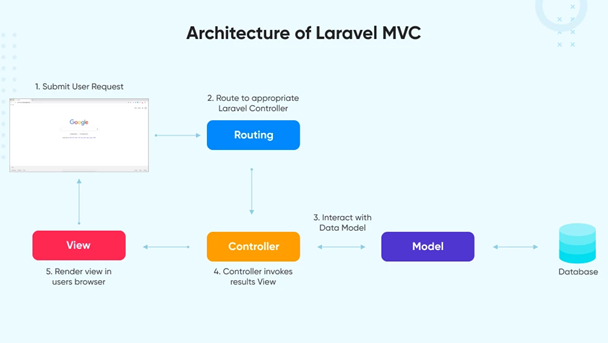 Architecture of Laravel MVC
1. Submit User Request
Google
2. Route to appropriate
Laravel Controller
Routing
3. Interact with
Data Model
View
Controller
Model
5. Render view in
users browser
4. Controller invokes
results View
Database